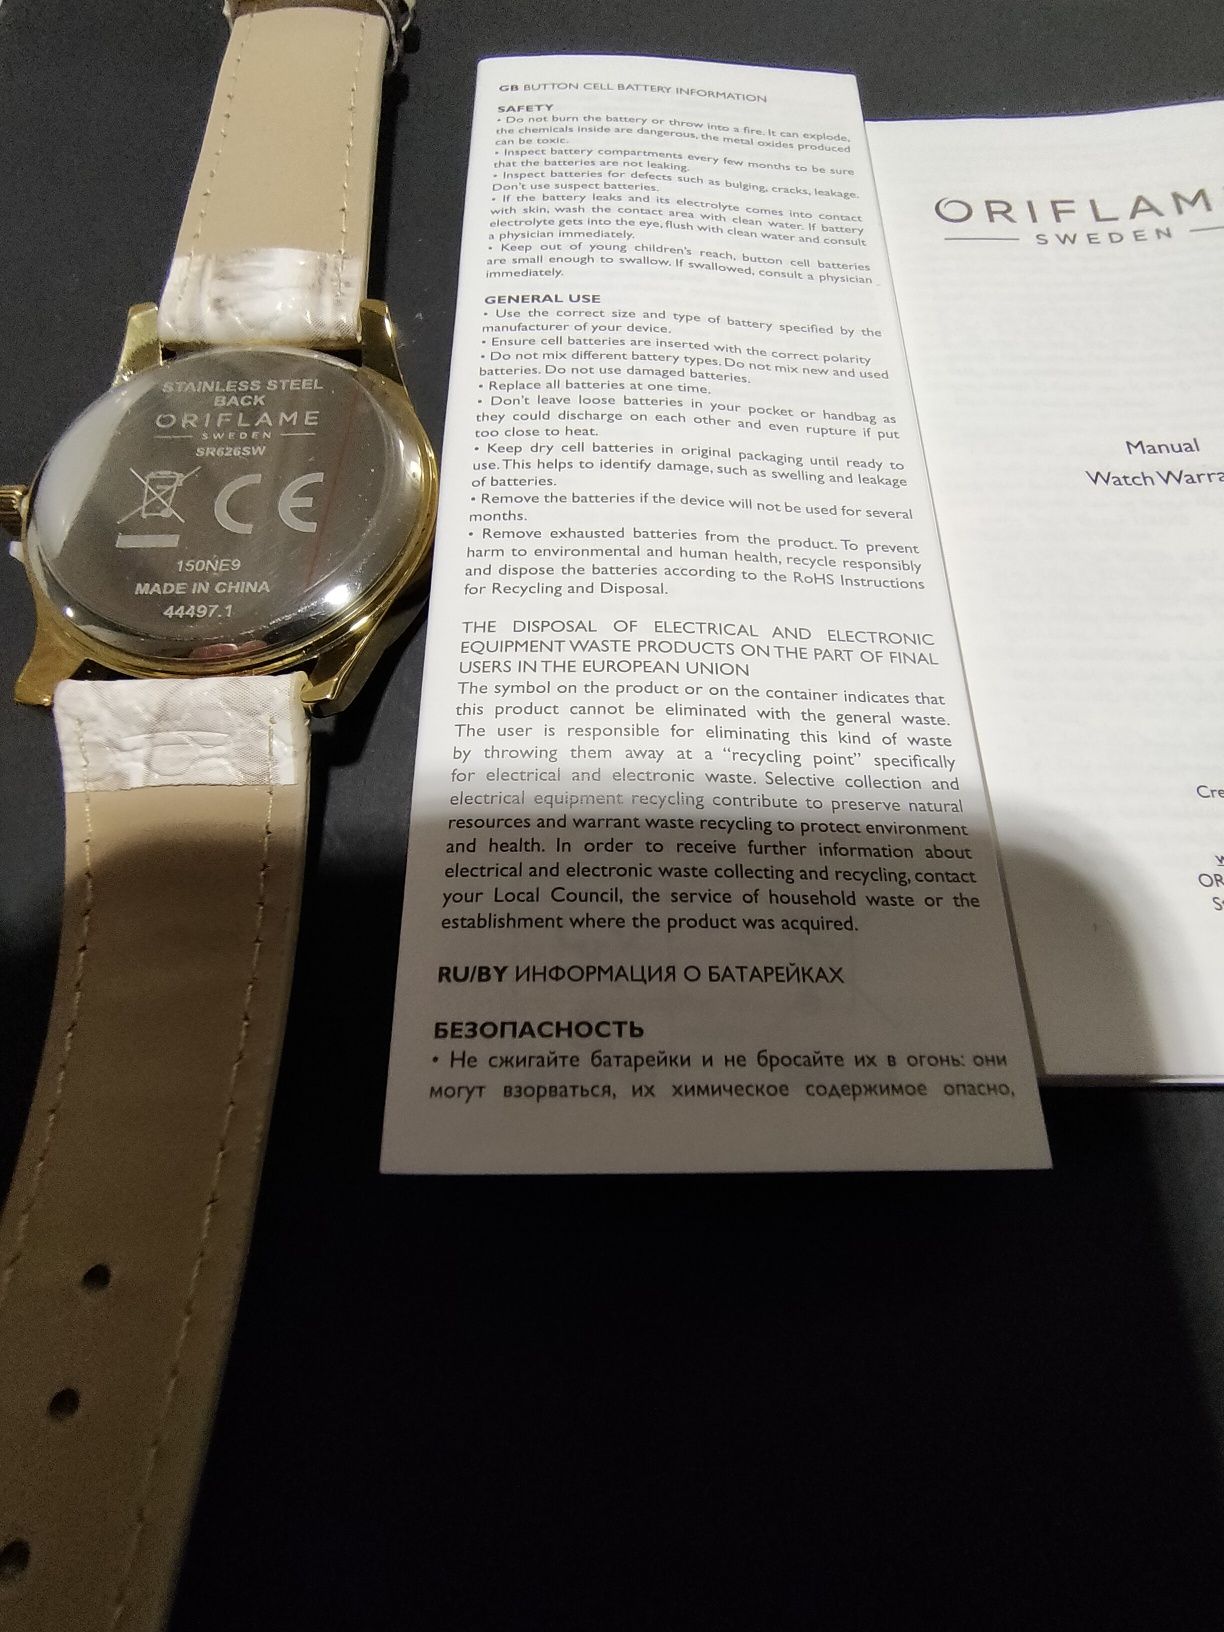 STAINLESS STEEL
BACK
ORIFLAME
SWEDEN
SR626SW
CE
150NE9
MADE IN CHINA
44497.1
GB BUTTON CELL BATTERY INFORMATION
SAFETY
• Do not burn the battery or throw into a fire. It can explode,
the chemicals inside are dangerous, the metal oxides produced
can be toxic.
• Inspect battery compartments every few months to be sure
that the batteries are not leaking.
• Inspect batteries for defects such as bulging, cracks, leakage.
Don't use suspect batteries.
• If the battery leaks and its electrolyte comes into contact
with skin, wash the contact area with clean water. If battery
electrolyte gets into the eye, flush with clean water and consult
a physician immediately.
• Keep out of young children's reach, button cell batteries
are small enough to swallow. If swallowed, consult a physician
immediately.
GENERAL USE
• Use the correct size and type of battery specified by the
manufacturer of your device.
• Ensure cell batteries are inserted with the correct polarity
• Do not mix different battery types. Do not mix new and used
batteries. Do not use damaged batteries.
• Replace all batteries at one time.
• Don't leave loose batteries in your pocket or handbag as
they could discharge on each other and even rupture if put
too close to heat.
• Keep dry cell batteries in original packaging until ready to
use. This helps to identify damage, such as swelling and leakage
of batteries.
• Remove the batteries if the device will not be used for several
months.
• Remove exhausted batteries from the product. To prevent
harm to environmental and human health, recycle responsibly
and dispose the batteries according to the RoHS Instructions
for Recycling and Disposal.
THE DISPOSAL OF ELECTRICAL AND ELECTRONIC
EQUIPMENT WASTE PRODUCTS ON THE PART OF FINAL
USERS IN THE EUROPEAN UNION
The symbol on the product or on the container indicates that
this product cannot be eliminated with the general waste.
The user is responsible for eliminating this kind of waste
by throwing them away at a “recycling point” specifically
for electrical and electronic waste. Selective collection and
electrical equipment recycling contribute to preserve natural
resources and warrant waste recycling to protect environment
and health. In order to receive further information about
electrical and electronic waste collecting and recycling, contact
your Local Council, the service of household waste or the
establishment where the product was acquired.
RU/BY ИНФОРМАЦИЯ О БАТАРЕЙКАХ
БЕЗОПАСНОСТЬ
• Не сжигайте батарейки и не бросайте их в огонь: они
могут взорваться, их химическое содержимое опасно,
ORIFLAM
SWEDEN
Manual
Watch Warra
Cre
OR